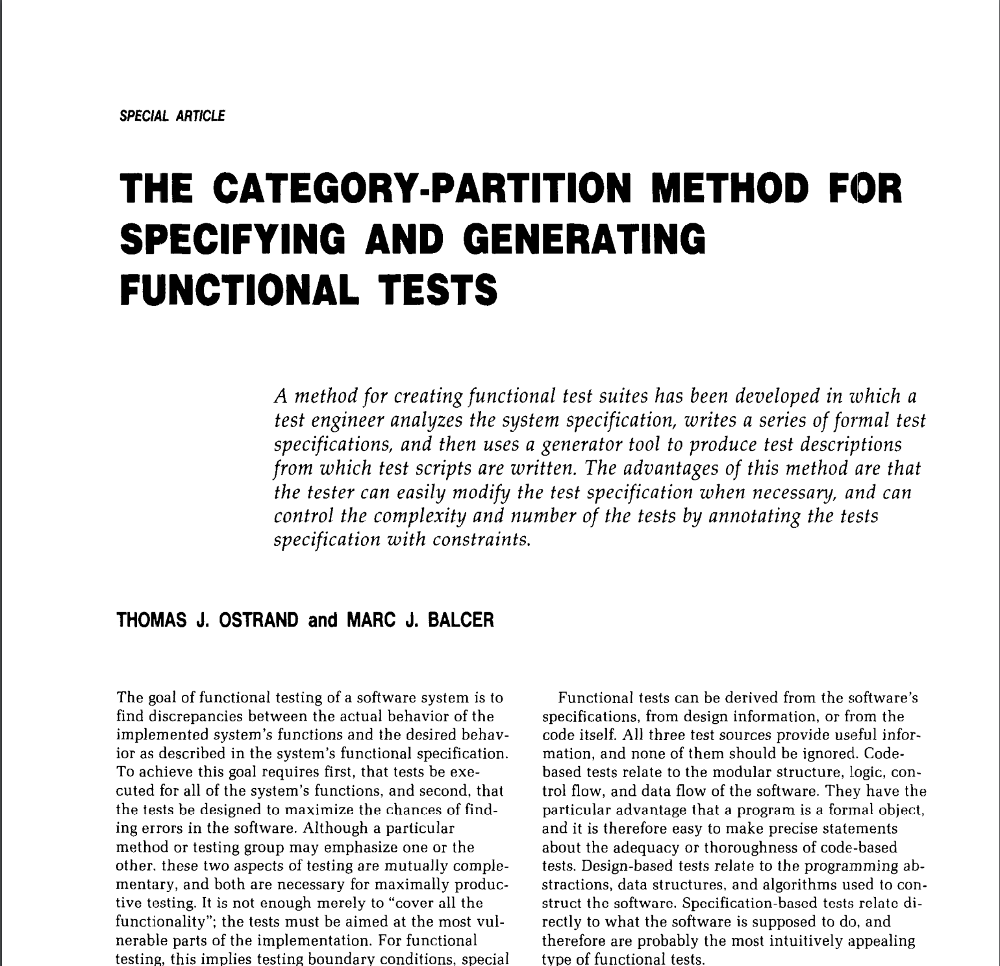 SPECIAL ARTICLE
THE CATEGORY-PARTITION METHOD FOR
SPECIFYING AND GENERATING
FUNCTIONAL TESTS
A method for creating functional test suites has been developed in which a
test engineer analyzes the system specification, writes a series of formal test
specifications, and then uses a generator tool to produce test descriptions
from which test scripts are written. The advantages of this method are that
the tester can easily modify the test specification when necessary, and can
control the complexity and number of the tests by annotating the tests
specification with constraints.
THOMAS J. OSTRAND and MARC J. BALCER
The goal of functional testing of a software system is to
find discrepancies between the actual behavior of the
implemented system's functions and the desired behav-
ior as described in the system's functional specification.
To achieve this goal requires first, that tests be exe-
cuted for all of the system's functions, and second, that
the tests be designed to maximize the chances of find-
ing errors in the software. Although a particular
method or testing group may emphasize one or the
other, these two aspects of testing are mutually comple-
mentary, and both are necessary for maximally produc-
tive testing. It is not enough merely to "cover all the
functionality"; the tests must be aimed at the most vul-
nerable parts of the implementation. For functional
testing, this implies testing boundary conditions, special
Functional tests can be derived from the software's
specifications, from design information, or from the
code itself. All three test sources provide useful infor-
mation, and none of them should be ignored. Code-
based tests relate to the modular structure, logic, con-
trol flow, and data flow of the software. They have the
particular advantage that a program is a formal object,
and it is therefore easy to make precise statements
about the adequacy or thoroughness of code-based
tests. Design-based tests relate to the programming ab-
stractions, data structures, and algorithms used to con-
struct the software. Specification-based tests relate di-
rectly to what the software is supposed to do, and
therefore are probably the most intuitively appealing
type of functional tests.